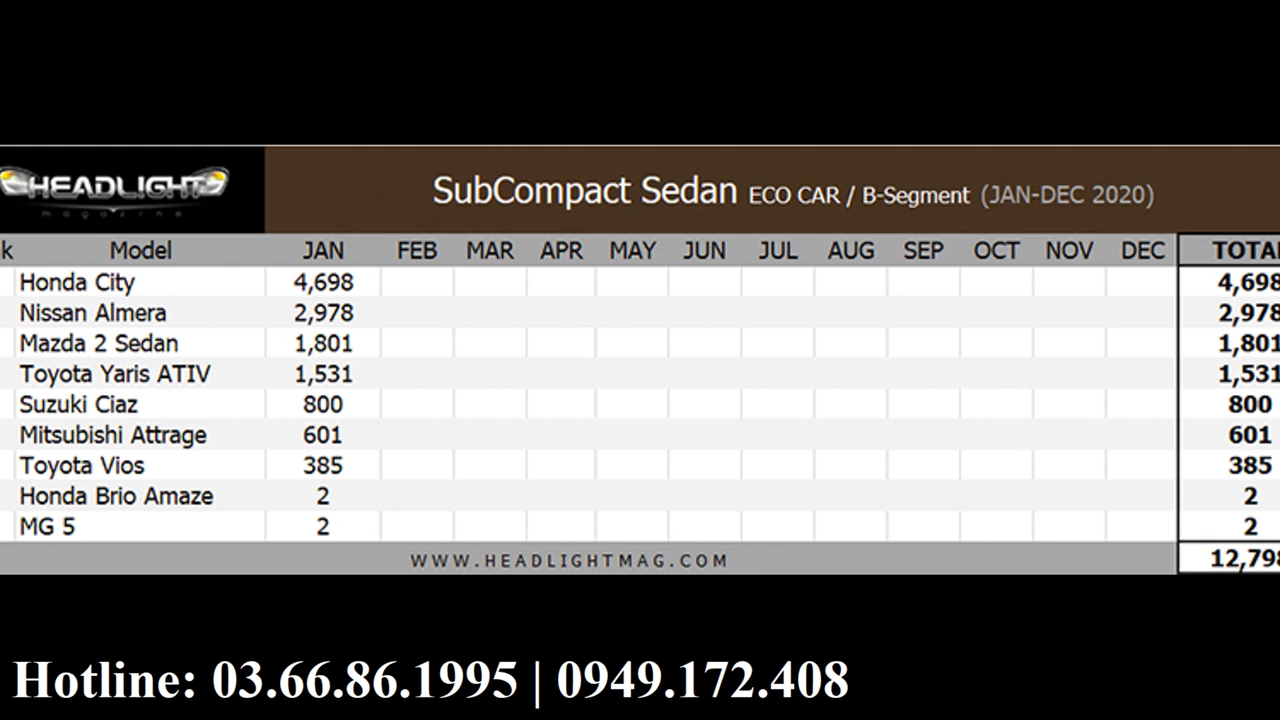 HEADLIGHT
magazine
SubCompact Sedan ECO CAR / B-Segment (JAN-DEC 2020)
k Model JAN FEB MAR APR MAY JUN JUL AUG SEP OCT NOV DEC TOTAL
Honda City 4,698 4,698
Nissan Almera 2,978 2,978
Mazda 2 Sedan 1,801 1,801
Toyota Yaris ATIV 1,531 1,531
Suzuki Ciaz 800 800
Mitsubishi Attrage 601 601
Toyota Vios 385 385
Honda Brio Amaze 2 2
MG 5 2 2
WWW.HEADLIGHTMAG.COM 12,798
Hotline: 03.66.86.1995 | 0949.172.408